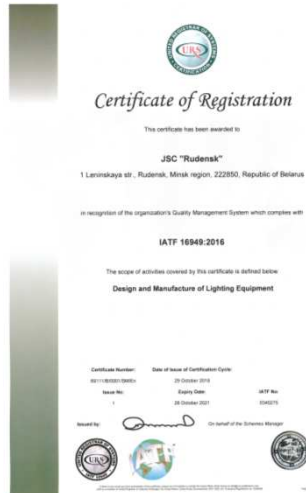 URS
Certificate of Registration
This certificate has been awarded to
JSC "Rudensk"
1 Leninskaya str., Rudensk, Minsk region, 222850, Republic of Belarus
in recognition of the organization's Quality Management System which complies with
IATF 16949:2016
The scope of activities covered by this certificate is defined below
Design and Manufacture of Lighting Equipment
Certificate Number: Date of Issue of Certification Cycle:
29 October 2018
Issue No: Expiry Date: IATF No:
1 28 October 2021
Issued by: On behalf of the Schemes Manager
URS